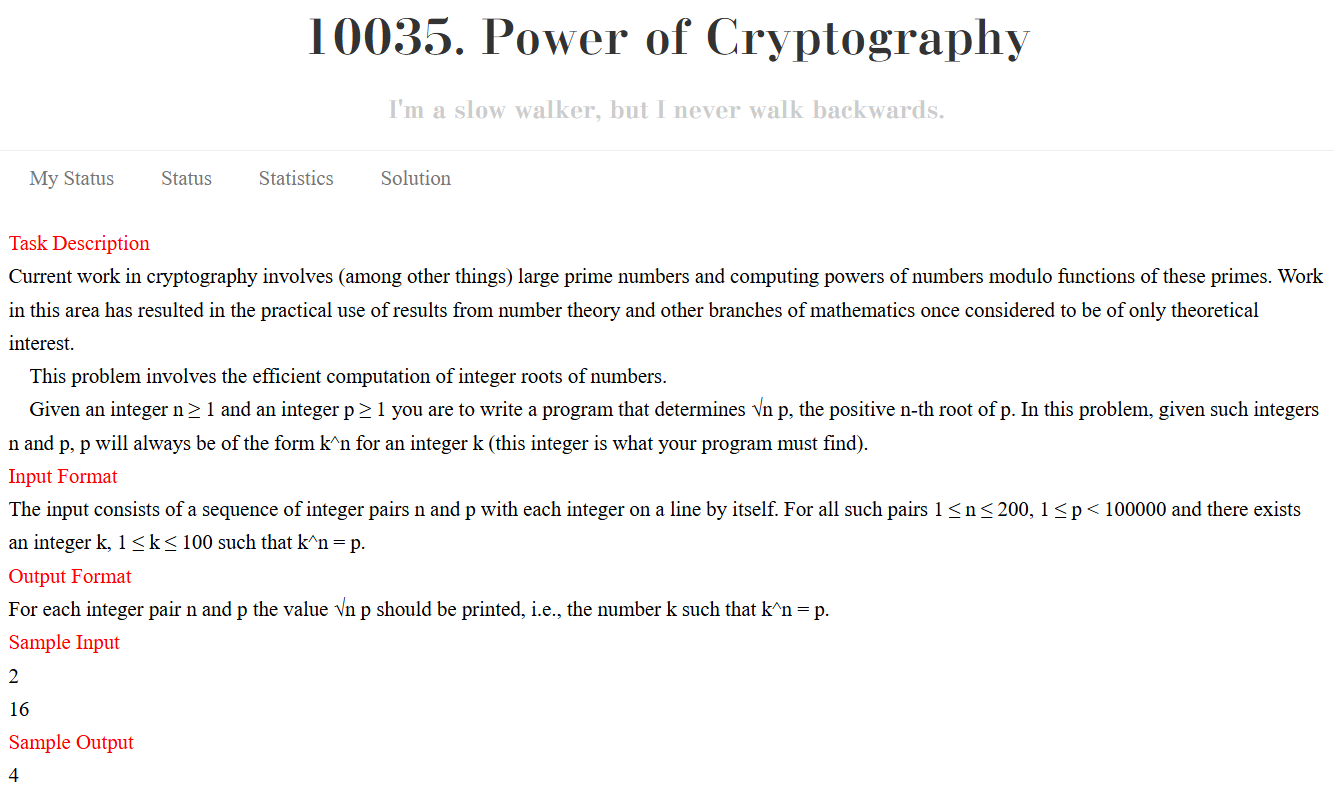 10035. Power of Cryptography
I'm a slow walker, but I never walk backwards.
My Status Status Statistics Solution
Task Description
Current work in cryptography involves (among other things) large prime numbers and computing powers of numbers modulo functions of these primes. Work
in this area has resulted in the practical use of results from number theory and other branches of mathematics once considered to be of only theoretical
interest.
This problem involves the efficient computation of integer roots of numbers.
Given an integer n ≥ 1 and an integer p ≥ 1 you are to write a program that determines √n p, the positive n-th root of p. In this problem, given such integers
n and p, p will always be of the form k^n for an integer k (this integer is what your program must find).
Input Format
The input consists of a sequence of integer pairs n and p with each integer on a line by itself. For all such pairs 1 ≤ n ≤ 200, 1 ≤ p < 100000 and there exists
an integer k, 1 ≤ k ≤ 100 such that k^n = p.
Output Format
For each integer pair n and p the value √n p should be printed, i.e., the number k such that k^n = p.
Sample Input
2
16
Sample Output
4